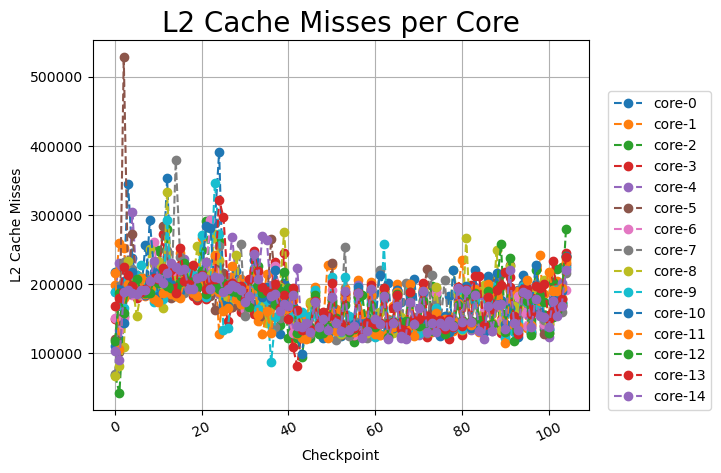 L2 Cache Misses per Core
500000
400000
300000
200000
100000
L2 Cache Misses
0
20
40
60
80
100
Checkpoint
core-0
core-1
core-2
core-3
core-4
core-5
core-6
core-7
core-8
core-9
core-10
core-11
core-12
core-13
core-14